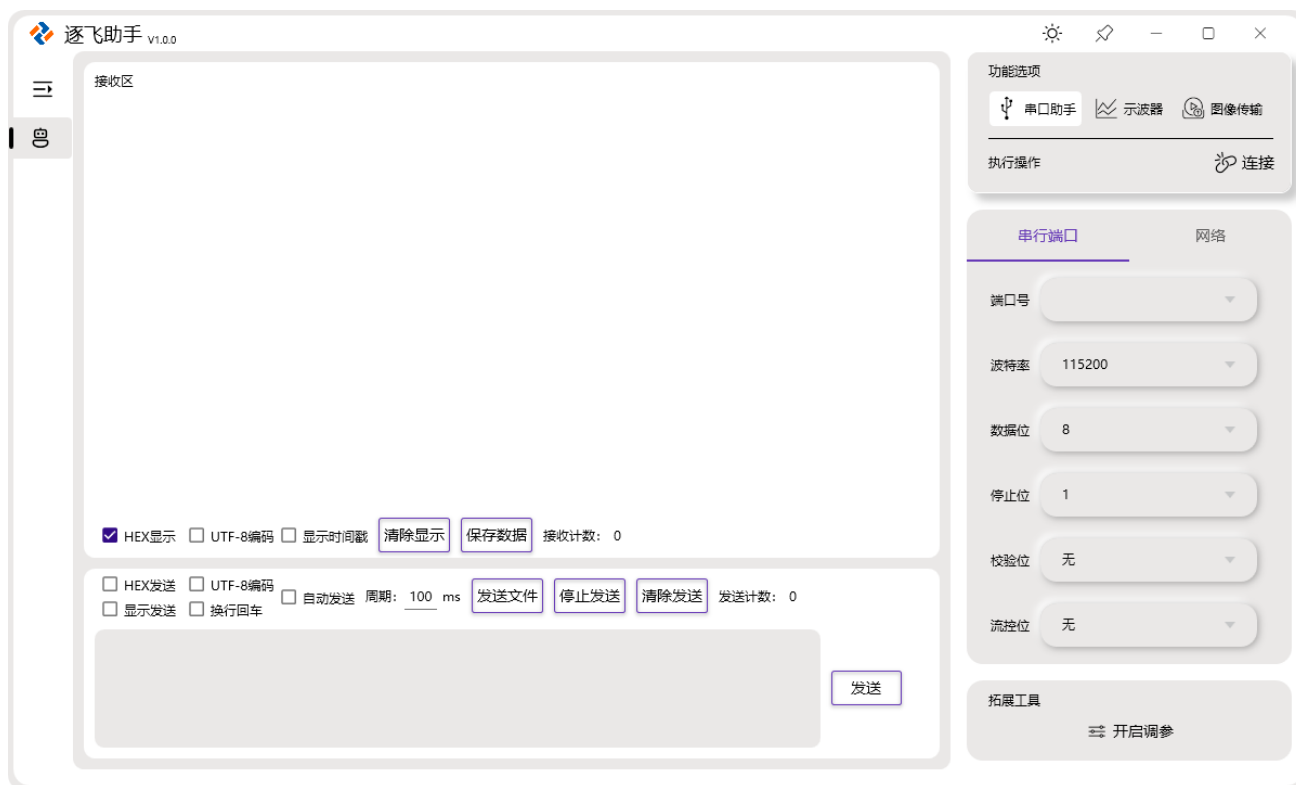 逐飞助手 V1.0.0
接收区
HEX显示 UTF-8编码 显示时间戳 清除显示 保存数据 接收计数: 0
HEX发送 UTF-8编码
显示发送 换行回车
自动发送 周期: 100 ms 发送文件 停止发送 清除发送 发送计数: 0
发送
功能选项
串口助手 示波器 图像传输
执行操作 连接
串行端口 网络
端口号
波特率 115200
数据位 8
停止位 1
校验位 无
流控位 无
拓展工具
开启调参